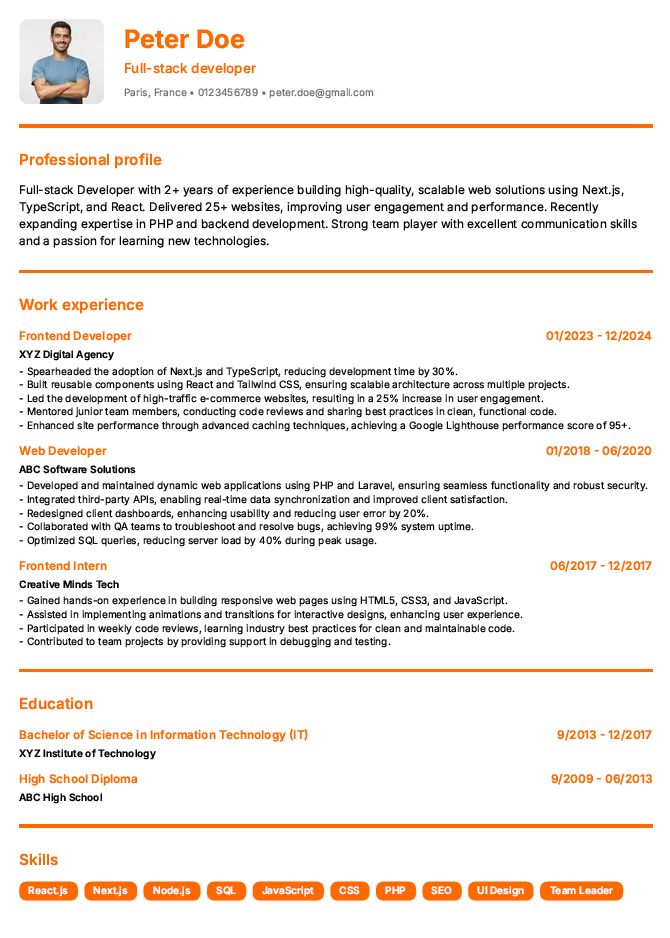 Peter Doe
Full-stack developer
Paris, France • 0123456789 • peter.doe@gmail.com
Professional profile
Full-stack Developer with 2+ years of experience building high-quality, scalable web solutions using Next.js,
TypeScript, and React. Delivered 25+ websites, improving user engagement and performance. Recently
expanding expertise in PHP and backend development. Strong team player with excellent communication skills
and a passion for learning new technologies.
Work experience
Frontend Developer 01/2023 - 12/2024
XYZ Digital Agency
- Spearheaded the adoption of Next.js and TypeScript, reducing development time by 30%.
- Built reusable components using React and Tailwind CSS, ensuring scalable architecture across multiple projects.
- Led the development of high-traffic e-commerce websites, resulting in a 25% increase in user engagement.
- Mentored junior team members, conducting code reviews and sharing best practices in clean, functional code.
- Enhanced site performance through advanced caching techniques, achieving a Google Lighthouse performance score of 95+.
Web Developer 01/2018 - 06/2020
ABC Software Solutions
- Developed and maintained dynamic web applications using PHP and Laravel, ensuring seamless functionality and robust security.
- Integrated third-party APIs, enabling real-time data synchronization and improved client satisfaction.
- Redesigned client dashboards, enhancing usability and reducing user error by 20%.
- Collaborated with QA teams to troubleshoot and resolve bugs, achieving 99% system uptime.
- Optimized SQL queries, reducing server load by 40% during peak usage.
Frontend Intern 06/2017 - 12/2017
Creative Minds Tech
- Gained hands-on experience in building responsive web pages using HTML5, CSS3, and JavaScript.
- Assisted in implementing animations and transitions for interactive designs, enhancing user experience.
- Participated in weekly code reviews, learning industry best practices for clean and maintainable code.
- Contributed to team projects by providing support in debugging and testing.
Education
Bachelor of Science in Information Technology (IT) 9/2013 - 12/2017
XYZ Institute of Technology
High School Diploma 9/2009 - 06/2013
ABC High School
Skills
React.js Next.js Node.js SQL JavaScript CSS PHP SEO UI Design Team Leader